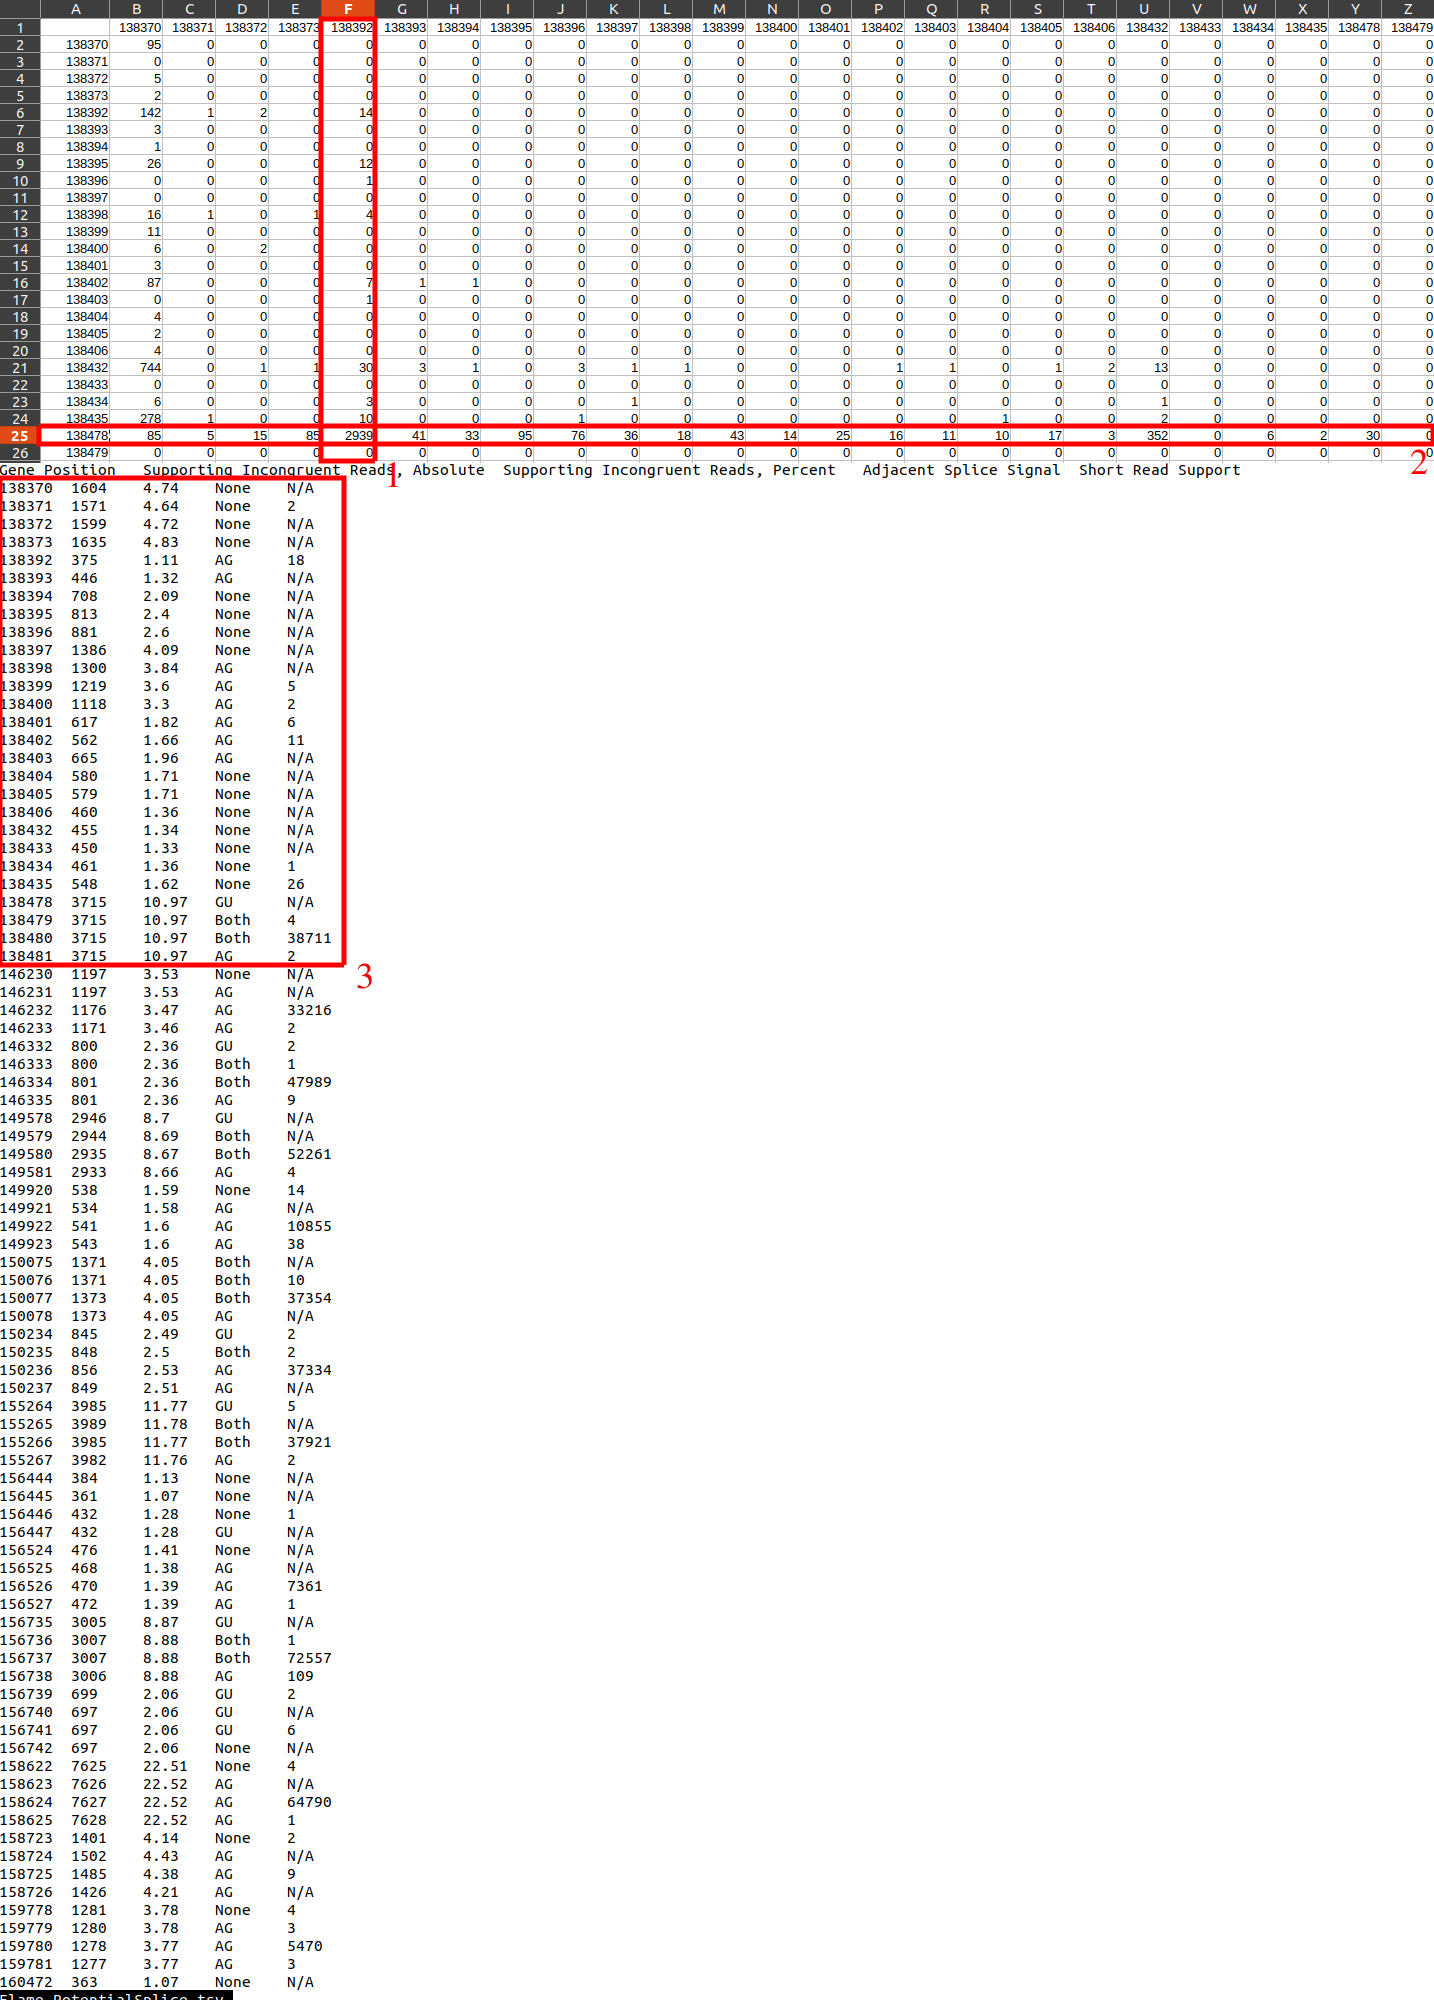 A B C D E F G H I J K L M N O P Q R S T U V W X Y Z
1 138370 138371 138372 138373 138392 138393 138394 138395 138396 138397 138398 138399 138400 138401 138402 138403 138404 138405 138406 138432 138433 138434 138435 138478 138479
2 138370 95 0 0 0 0 0 0 0 0 0 0 0 0 0 0 0 0 0 0 0 0 0 0 0 0
3 138371 0 0 0 0 0 0 0 0 0 0 0 0 0 0 0 0 0 0 0 0 0 0 0 0 0
4 138372 5 0 0 0 0 0 0 0 0 0 0 0 0 0 0 0 0 0 0 0 0 0 0 0 0
5 138373 2 0 0 0 0 0 0 0 0 0 0 0 0 0 0 0 0 0 0 0 0 0 0 0 0
6 138392 142 1 2 0 14 0 0 0 0 0 0 0 0 0 0 0 0 0 0 0 0 0 0 0 0
7 138393 3 0 0 0 0 0 0 0 0 0 0 0 0 0 0 0 0 0 0 0 0 0 0 0 0
8 138394 1 0 0 0 0 0 0 0 0 0 0 0 0 0 0 0 0 0 0 0 0 0 0 0 0
9 138395 26 0 0 0 12 0 0 0 0 0 0 0 0 0 0 0 0 0 0 0 0 0 0 0 0
10 138396 0 0 0 0 1 0 0 0 0 0 0 0 0 0 0 0 0 0 0 0 0 0 0 0 0
11 138397 0 0 0 0 0 0 0 0 0 0 0 0 0 0 0 0 0 0 0 0 0 0 0 0 0
12 138398 16 1 0 1 4 0 0 0 0 0 0 0 0 0 0 0 0 0 0 0 0 0 0 0 0
13 138399 11 0 0 0 0 0 0 0 0 0 0 0 0 0 0 0 0 0 0 0 0 0 0 0 0
14 138400 6 0 2 0 0 0 0 0 0 0 0 0 0 0 0 0 0 0 0 0 0 0 0 0 0
15 138401 3 0 0 0 0 0 0 0 0 0 0 0 0 0 0 0 0 0 0 0 0 0 0 0 0
16 138402 87 0 0 0 7 1 1 0 0 0 0 0 0 0 0 0 0 0 0 0 0 0 0 0 0
17 138403 0 0 0 0 1 0 0 0 0 0 0 0 0 0 0 0 0 0 0 0 0 0 0 0 0
18 138404 4 0 0 0 0 0 0 0 0 0 0 0 0 0 0 0 0 0 0 0 0 0 0 0 0
19 138405 2 0 0 0 0 0 0 0 0 0 0 0 0 0 0 0 0 0 0 0 0 0 0 0 0
20 138406 4 0 0 0 0 0 0 0 0 0 0 0 0 0 0 0 0 0 0 0 0 0 0 0 0
21 138432 744 0 1 1 30 3 1 0 3 1 1 0 0 0 1 1 0 1 2 13 0 0 0 0 0
22 138433 0 0 0 0 0 0 0 0 0 0 0 0 0 0 0 0 0 0 0 0 0 0 0 0 0
23 138434 6 0 0 0 3 0 0 0 0 1 0 0 0 0 0 0 0 0 0 1 0 0 0 0 0
24 138435 278 1 0 0 10 0 0 0 1 0 0 0 0 0 0 0 1 0 0 2 0 0 0 0 0
25 138478 85 5 15 85 2939 41 33 95 76 36 18 43 14 25 16 11 10 17 3 352 0 6 2 30 0
26 138479 0 0 0 0 0 0 0 0 0 0 0 0 0 0 0 0 0 0 0 0 0 0 0 0 0
1
2
Gene Position Supporting Incongruent Reads, Absolute Supporting Incongruent Reads, Percent Adjacent Splice Signal Short Read Support
138370 1604 4.74 None N/A
138371 1571 4.64 None 2
138372 1599 4.72 None N/A
138373 1635 4.83 None N/A
138392 375 1.11 AG 18
138393 446 1.32 AG N/A
138394 708 2.09 None N/A
138395 813 2.4 None N/A
138396 881 2.6 None N/A
138397 1386 4.09 None N/A
138398 1300 3.84 AG N/A
138399 1219 3.6 AG 5
138400 1118 3.3 AG 2
138401 617 1.82 AG 6
138402 562 1.66 AG 11
138403 665 1.96 AG N/A
138404 580 1.71 None N/A
138405 579 1.71 None N/A
138406 460 1.36 None N/A
138432 455 1.34 None N/A
138433 450 1.33 None N/A
138434 461 1.36 None 1
138435 548 1.62 None 26
138478 3715 10.97 GU N/A
138479 3715 10.97 Both 4
138480 3715 10.97 Both 38711
138481 3715 10.97 AG 2
3
146230 1197 3.53 None N/A
146231 1197 3.53 AG N/A
146232 1176 3.47 AG 33216
146233 1171 3.46 AG 2
146332 800 2.36 GU 2
146333 800 2.36 Both 1
146334 801 2.36 Both 47989
146335 801 2.36 AG 9
149578 2946 8.7 GU N/A
149579 2944 8.69 Both N/A
149580 2935 8.67 Both 52261
149581 2933 8.66 AG 4
149920 538 1.59 None 14
149921 534 1.58 AG N/A
149922 541 1.6 AG 10855
149923 543 1.6 AG 38
150075 1371 4.05 Both N/A
150076 1371 4.05 Both 10
150077 1373 4.05 Both 37354
150078 1373 4.05 AG N/A
150234 845 2.49 GU 2
150235 848 2.5 Both 2
150236 856 2.53 AG 37334
150237 849 2.51 AG N/A
155264 3985 11.77 GU 5
155265 3989 11.78 Both N/A
155266 3985 11.77 Both 37921
155267 3982 11.76 AG 2
156444 384 1.13 None N/A
156445 361 1.07 None N/A
156446 432 1.28 None 1
156447 432 1.28 GU N/A
156524 476 1.41 None N/A
156525 468 1.38 AG N/A
156526 470 1.39 AG 7361
156527 472 1.39 AG 1
156735 3005 8.87 GU N/A
156736 3007 8.88 Both 1
156737 3007 8.88 Both 72557
156738 3006 8.88 AG 109
156739 699 2.06 GU 2
156740 697 2.06 GU N/A
156741 697 2.06 GU 6
156742 697 2.06 None N/A
158622 7625 22.51 None 4
158623 7626 22.52 AG N/A
158624 7627 22.52 AG 64790
158625 7628 22.52 AG 1
158723 1401 4.14 None 2
158724 1502 4.43 AG N/A
158725 1485 4.38 AG 9
158726 1426 4.21 AG N/A
159778 1281 3.78 None 4
159779 1280 3.78 AG 3
159780 1278 3.77 AG 5470
159781 1277 3.77 AG 3
160472 363 1.07 None N/A
Flame-PotentialSplice.tsv